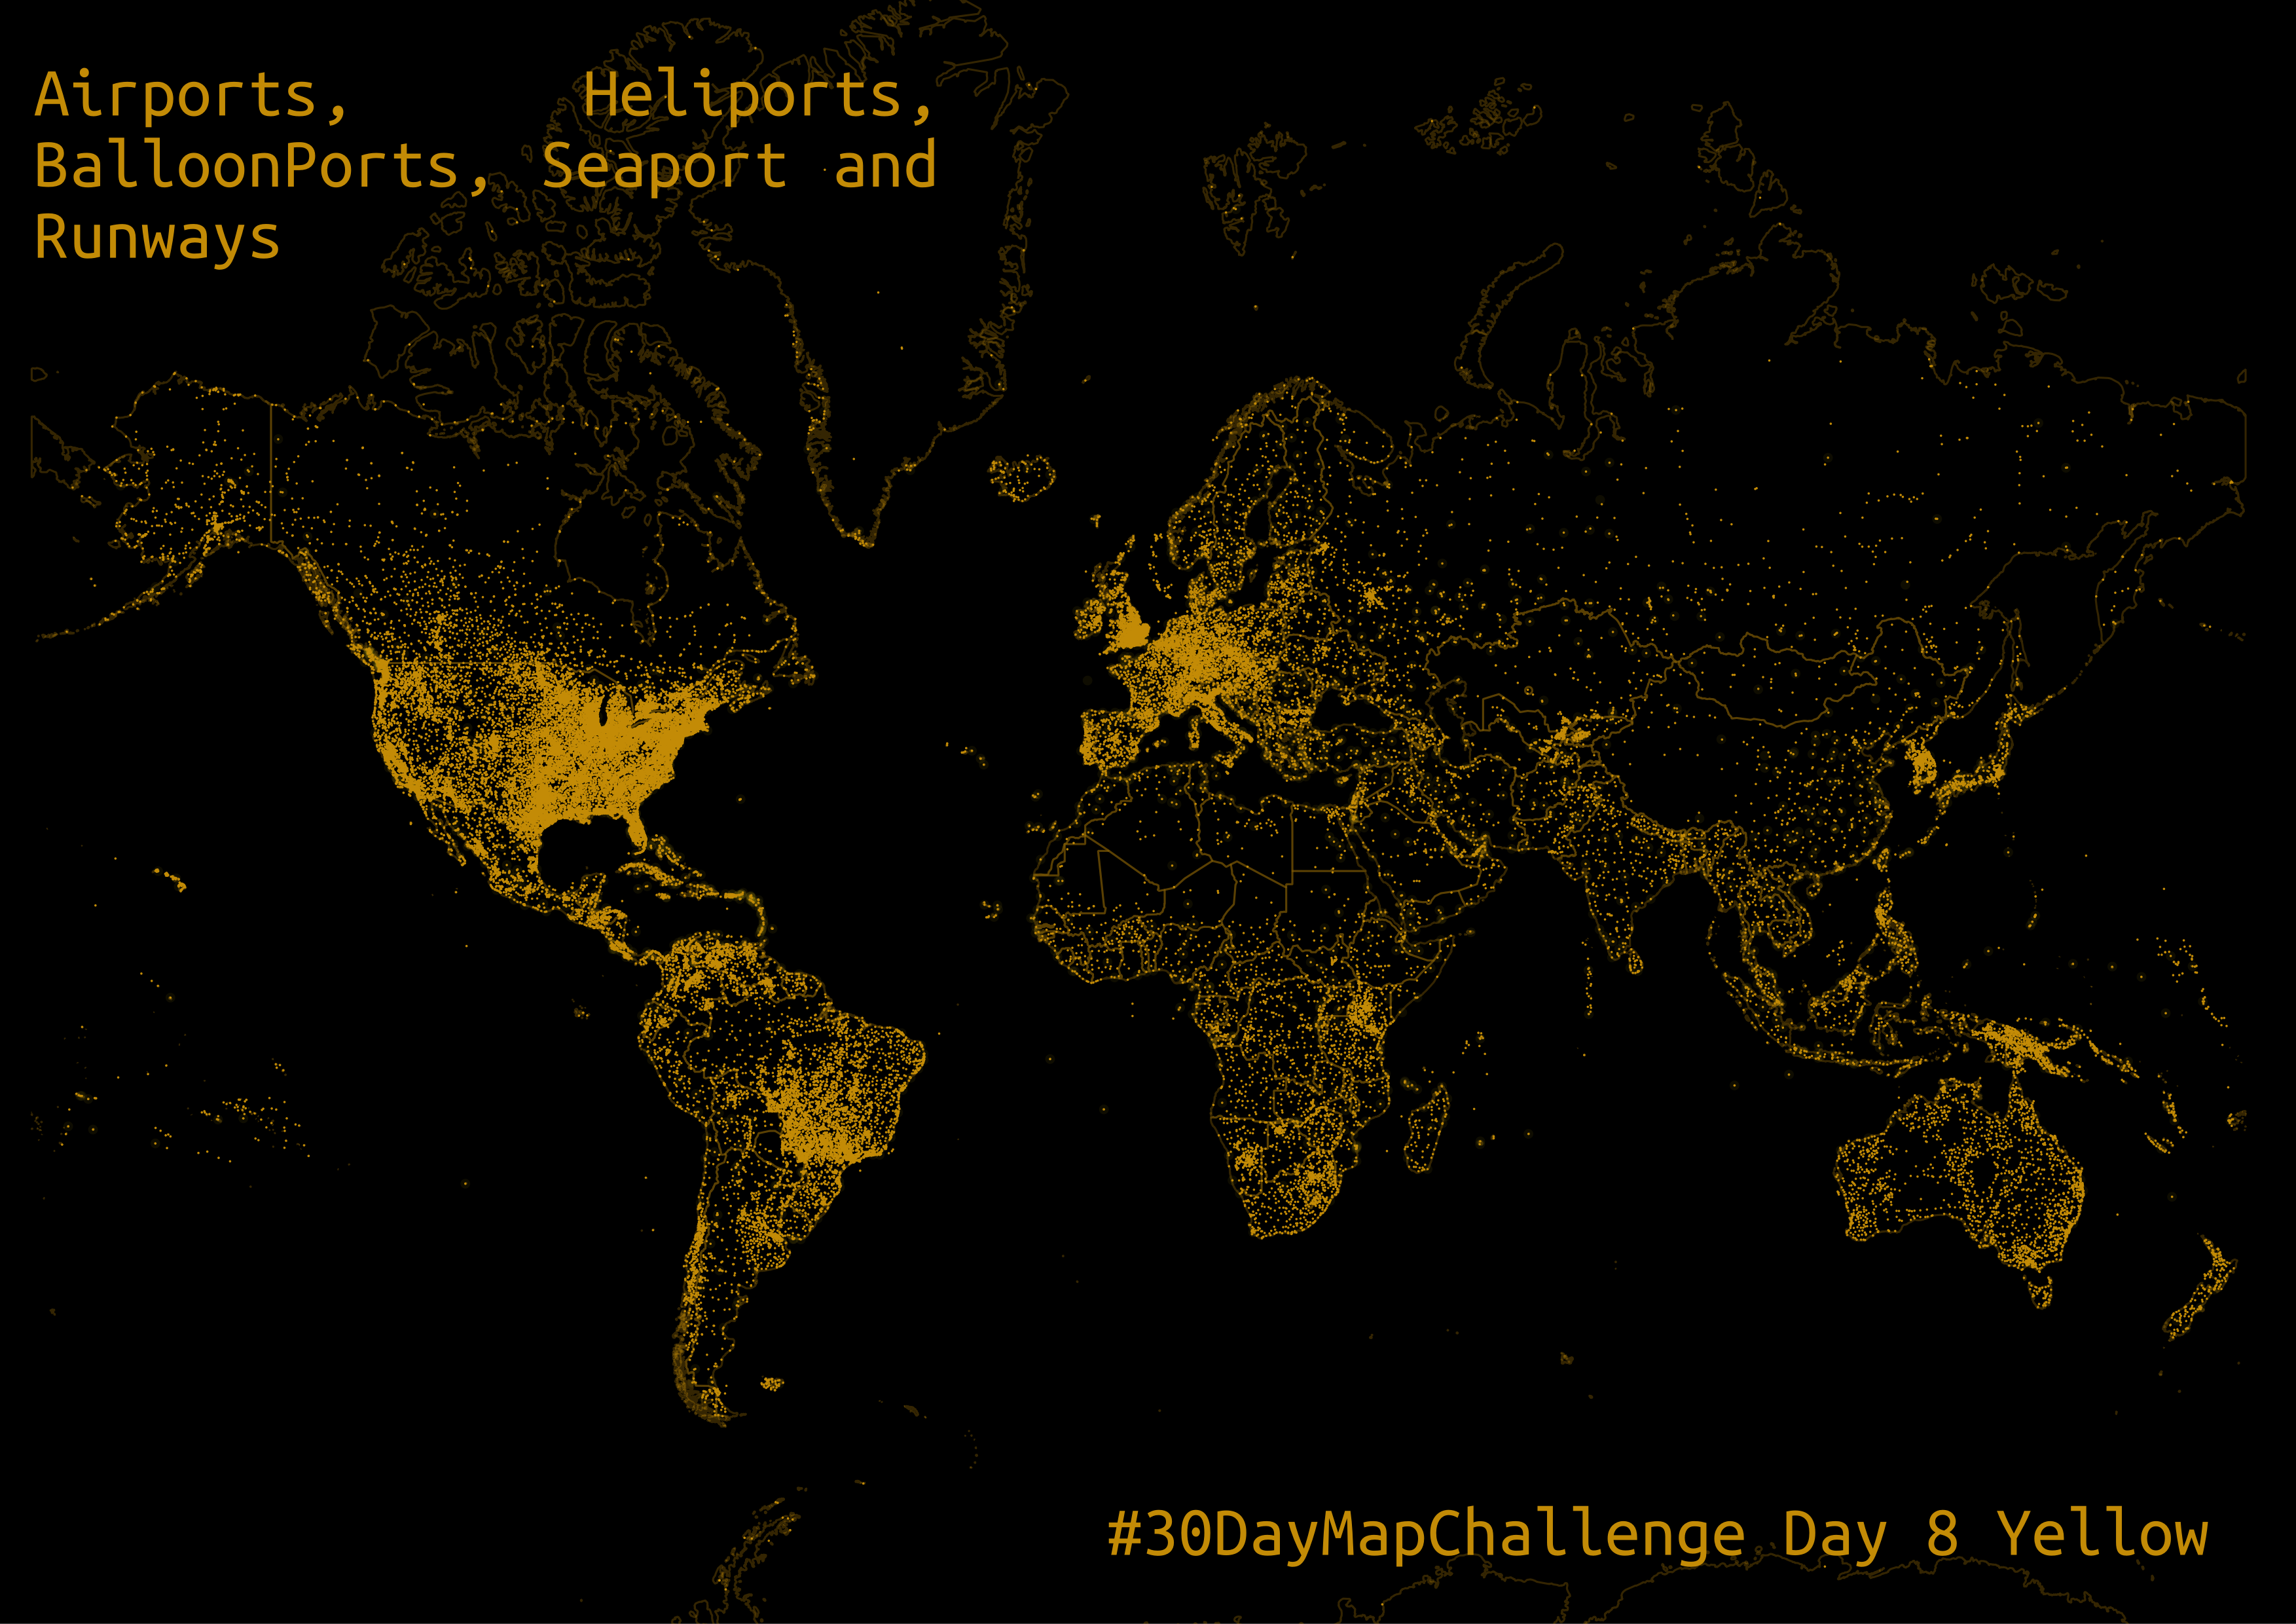 Airports, Heliports,
BalloonPorts, Seaport and
Runways
#30DayMapChallenge Day 8 Yellow